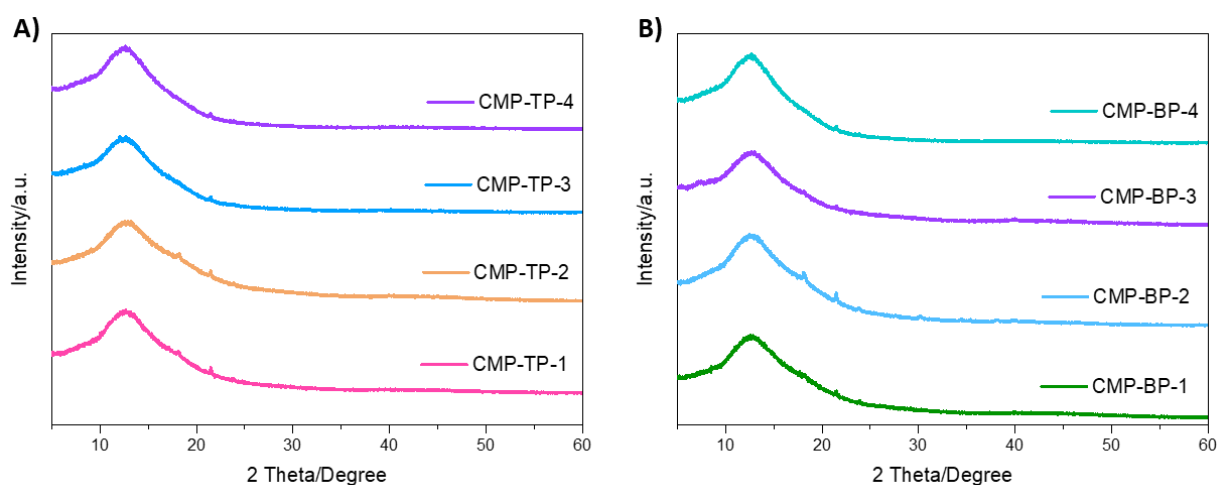 A)
Intensity/a.u.
CMP-TP-4
CMP-TP-3
CMP-TP-2
CMP-TP-1
10 20 30 40 50 60
2 Theta/Degree
B)
Intensity/a.u.
CMP-BP-4
CMP-BP-3
CMP-BP-2
CMP-BP-1
10 20 30 40 50 60
2 Theta/Degree